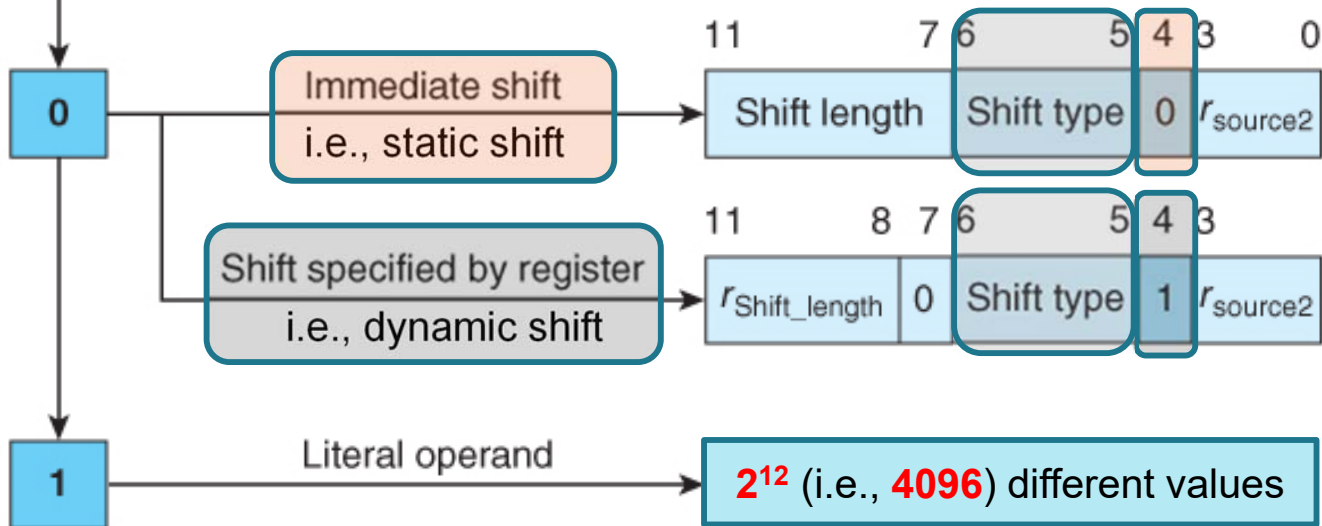 11 7 6 5 4 3 0
0
Immediate shift
i.e., static shift
Shift length Shift type 0 rsource2
11 8 7 6 5 4 3
Shift specified by register
i.e., dynamic shift
rShift_length 0 Shift type 1 rsource2
1
Literal operand
2¹² (i.e., 4096) different values